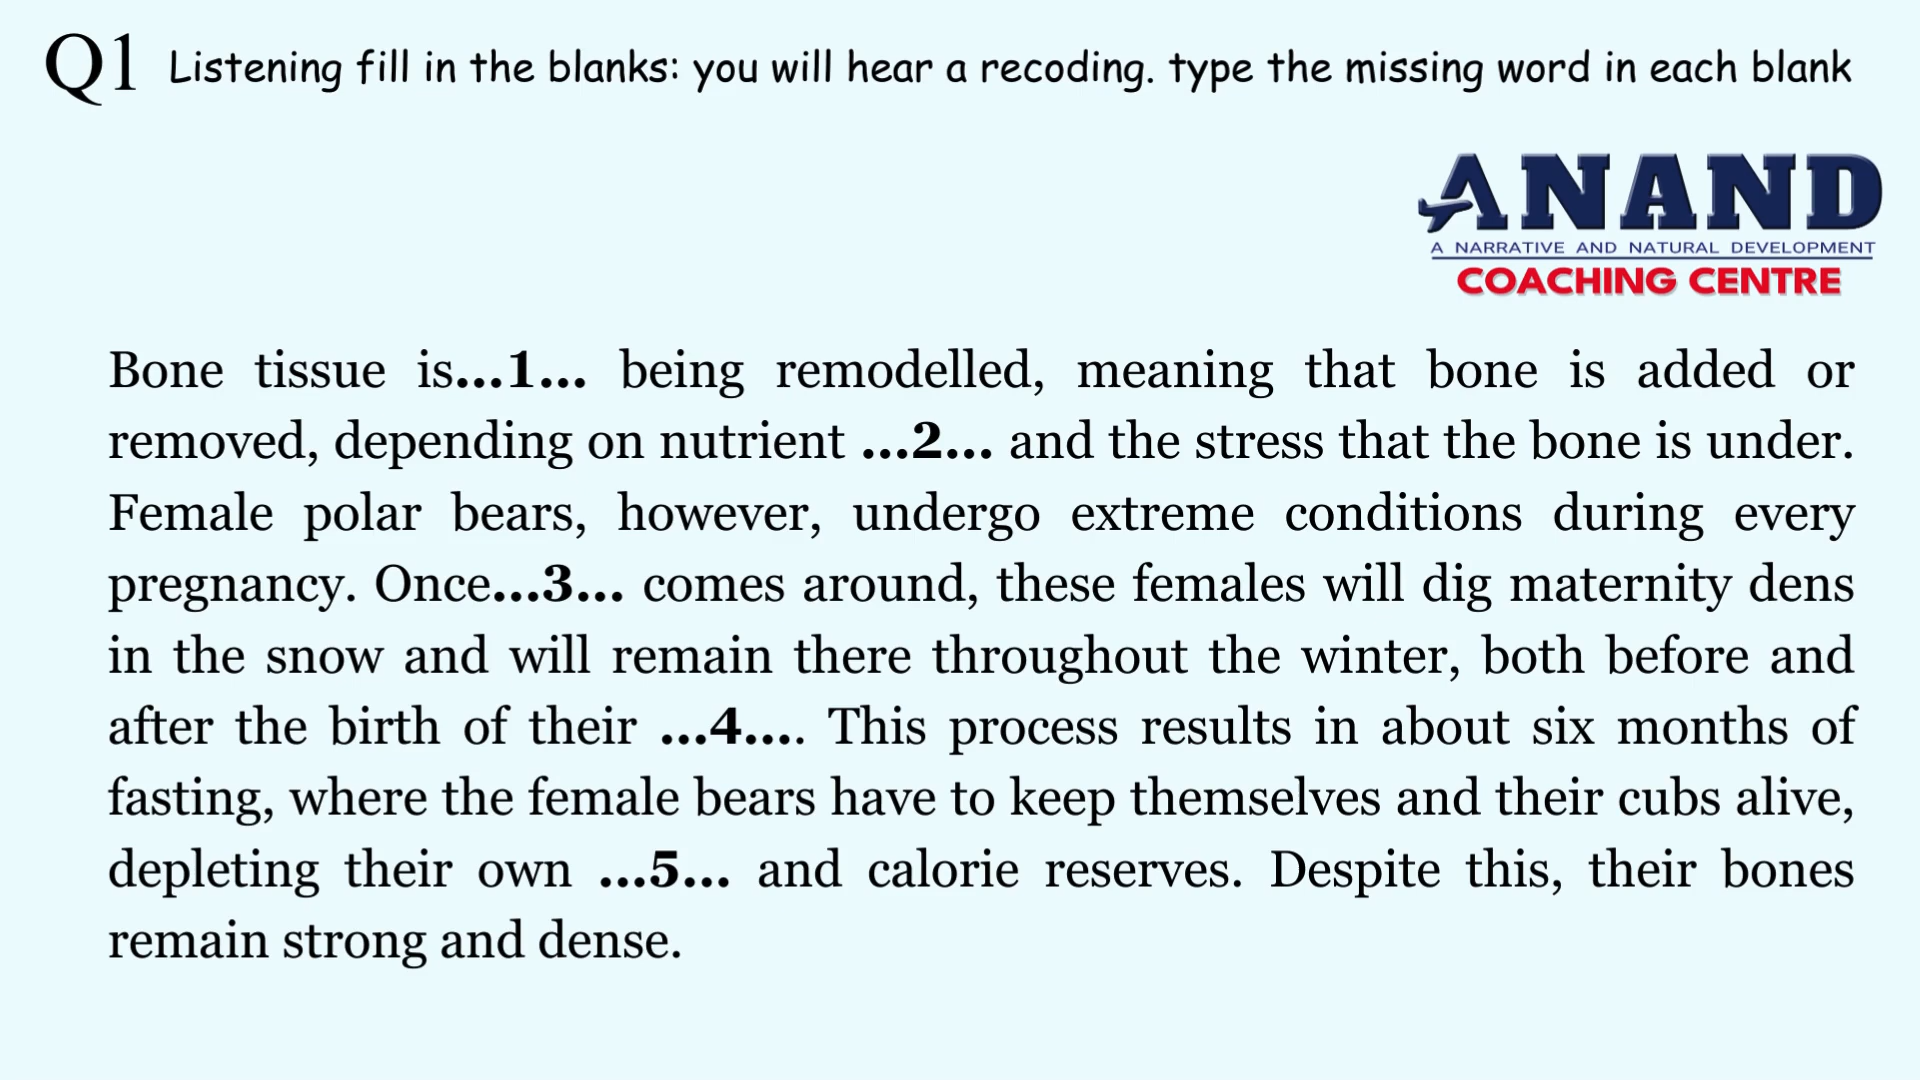 Q1 Listening fill in the blanks: you will hear a recoding. type the missing word in each blank
ANAND
A NARRATIVE AND NATURAL DEVELOPMENT
COACHING CENTRE
Bone tissue is...1... being remodelled, meaning that bone is added or
removed, depending on nutrient ...2... and the stress that the bone is under.
Female polar bears, however, undergo extreme conditions during every
pregnancy. Once...3... comes around, these females will dig maternity dens
in the snow and will remain there throughout the winter, both before and
after the birth of their ...4.... This process results in about six months of
fasting, where the female bears have to keep themselves and their cubs alive,
depleting their own ...5... and calorie reserves. Despite this, their bones
remain strong and dense.